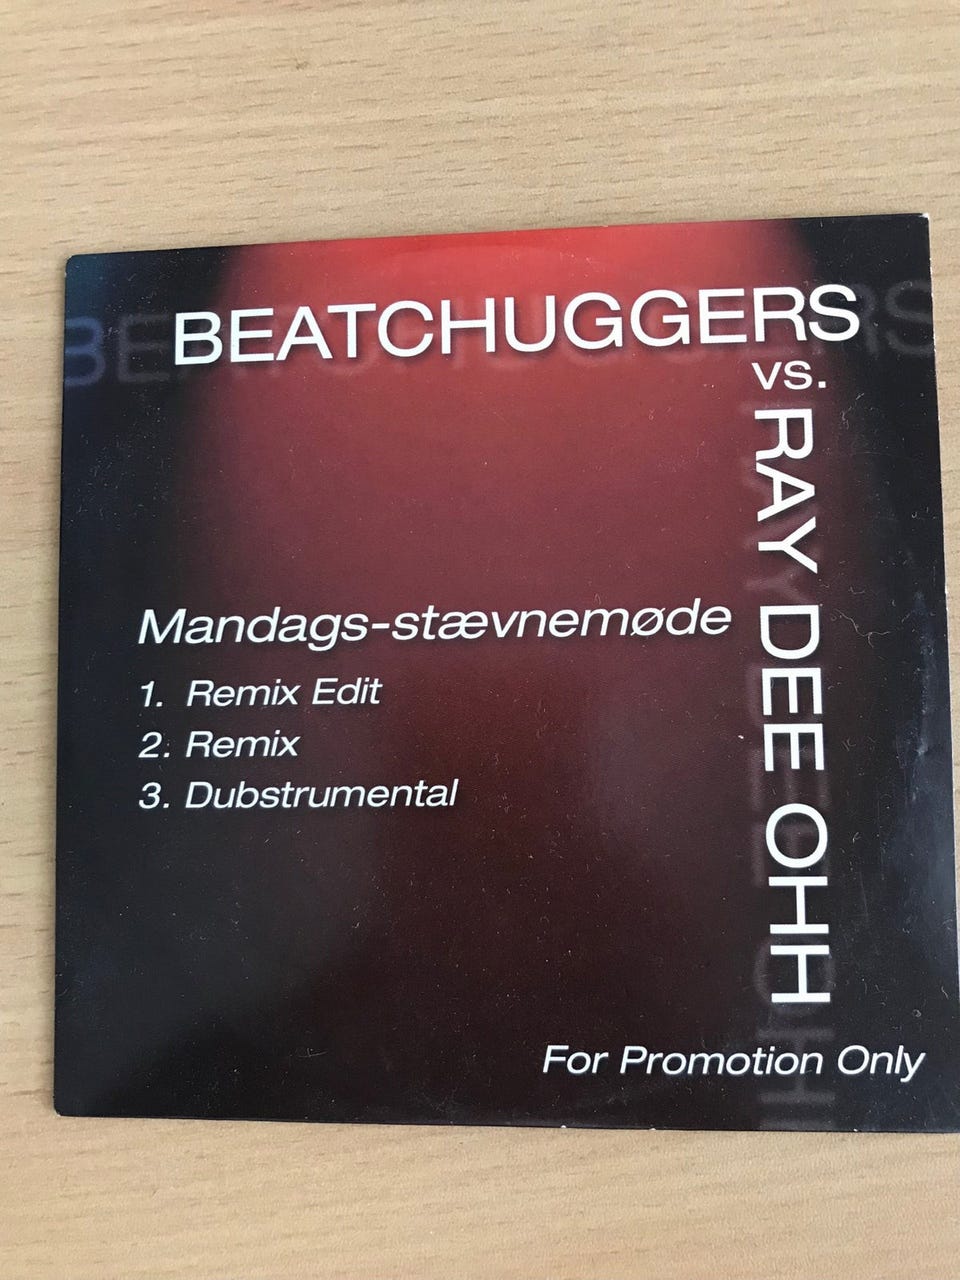 BEATCHUGGERS
vs.
RAY DEE OHH
Mandags-stævnemøde
1. Remix Edit
2. Remix
3. Dubstrumental
For Promotion Only